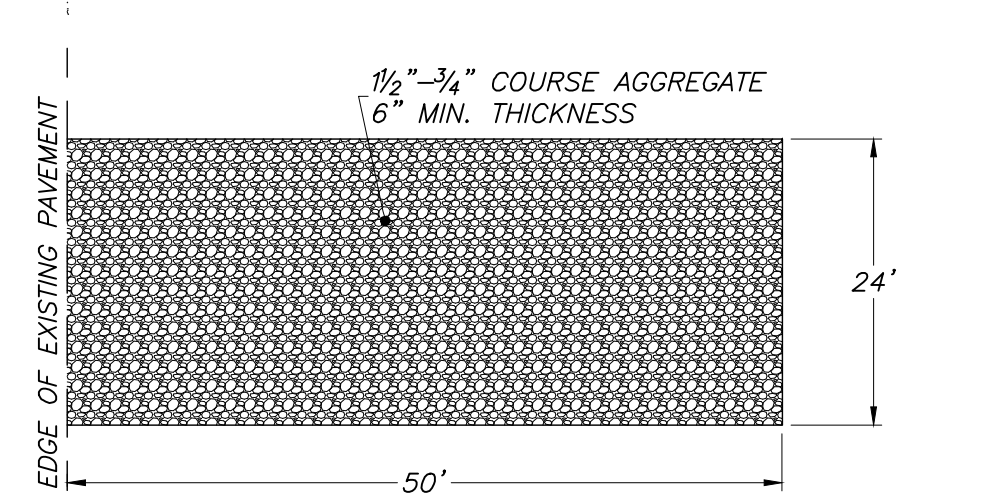 1½”–¾” COURSE AGGREGATE
6” MIN. THICKNESS
EDGE OF EXISTING PAVEMENT
24’
50’